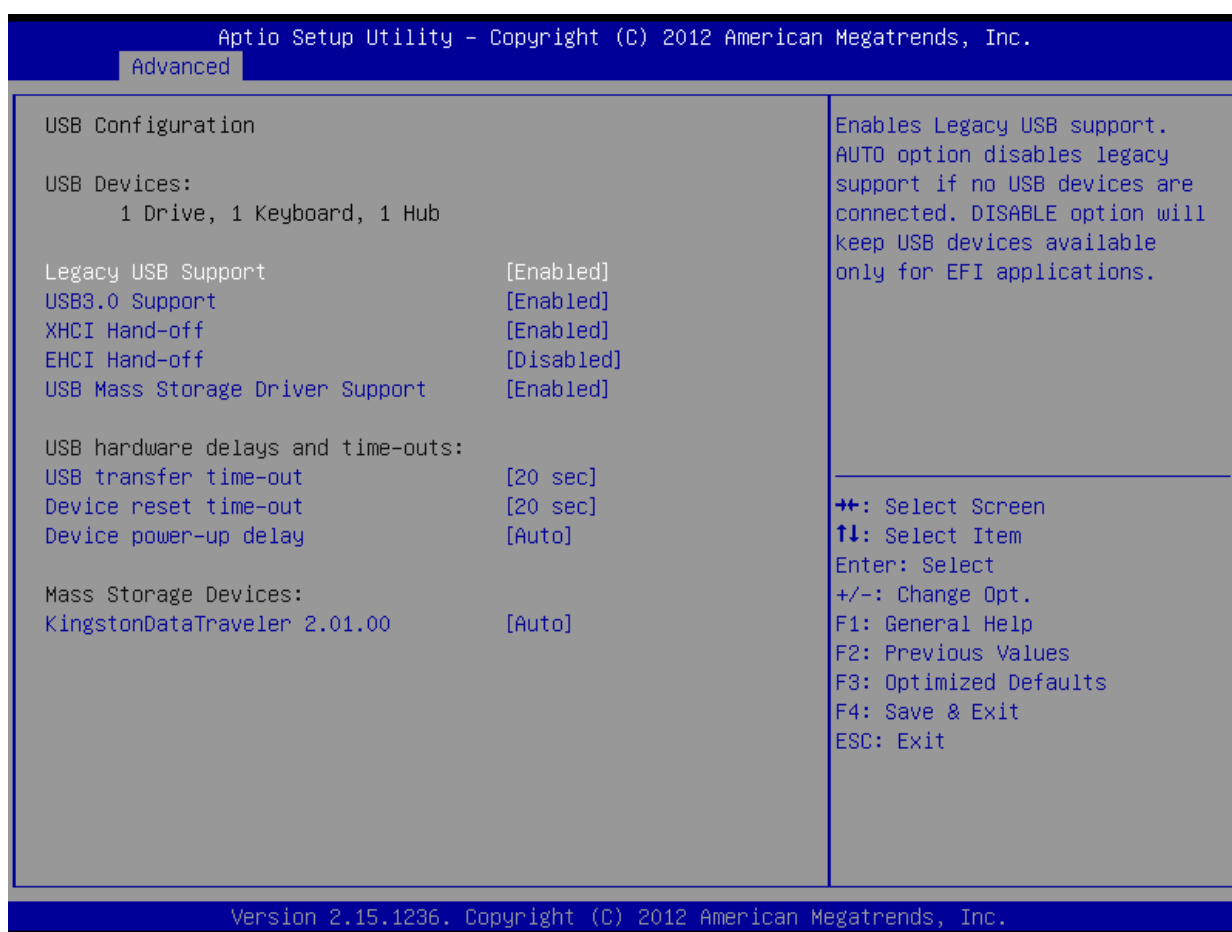 Aptio Setup Utility – Copyright (C) 2012 American Megatrends, Inc.
Advanced
USB Configuration
USB Devices:
1 Drive, 1 Keyboard, 1 Hub
Legacy USB Support [Enabled]
USB3.0 Support [Enabled]
XHCI Hand-off [Enabled]
EHCI Hand-off [Disabled]
USB Mass Storage Driver Support [Enabled]
USB hardware delays and time-outs:
USB transfer time-out [20 sec]
Device reset time-out [20 sec]
Device power-up delay [Auto]
Mass Storage Devices:
KingstonDataTraveler 2.01.00 [Auto]
Enables Legacy USB support.
AUTO option disables legacy
support if no USB devices are
connected. DISABLE option will
keep USB devices available
only for EFI applications.
→←: Select Screen
↑↓: Select Item
Enter: Select
+/-: Change Opt.
F1: General Help
F2: Previous Values
F3: Optimized Defaults
F4: Save & Exit
ESC: Exit
Version 2.15.1236. Copyright (C) 2012 American Megatrends, Inc.